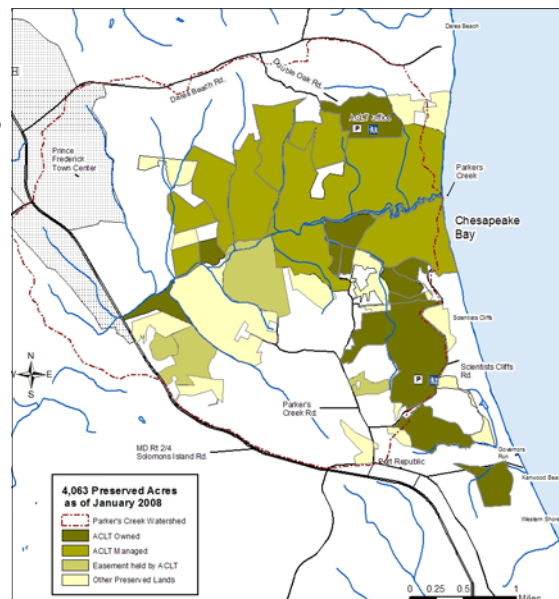 Dares Beach
Double Oak Rd.
Dares Beach Rd.
ACLT Office
P
Prince
Frederick
Town Center
Parkers
Creek
Chesapeake
Bay
Scientists Cliffs
N
W E
S
Scientists Cliffs
Rd.
P
Parker's
Creek Rd.
MD Rt 2/4
Solomons Island Rd.
Port Republic
Governors
Run
Kenwood Beach
Western Shores
4,063 Preserved Acres
as of January 2008
Parker's Creek Watershed
ACLT Owned
ACLT Managed
Easement held by ACLT
Other Preserved Lands
0 0.25 0.5 1
Miles